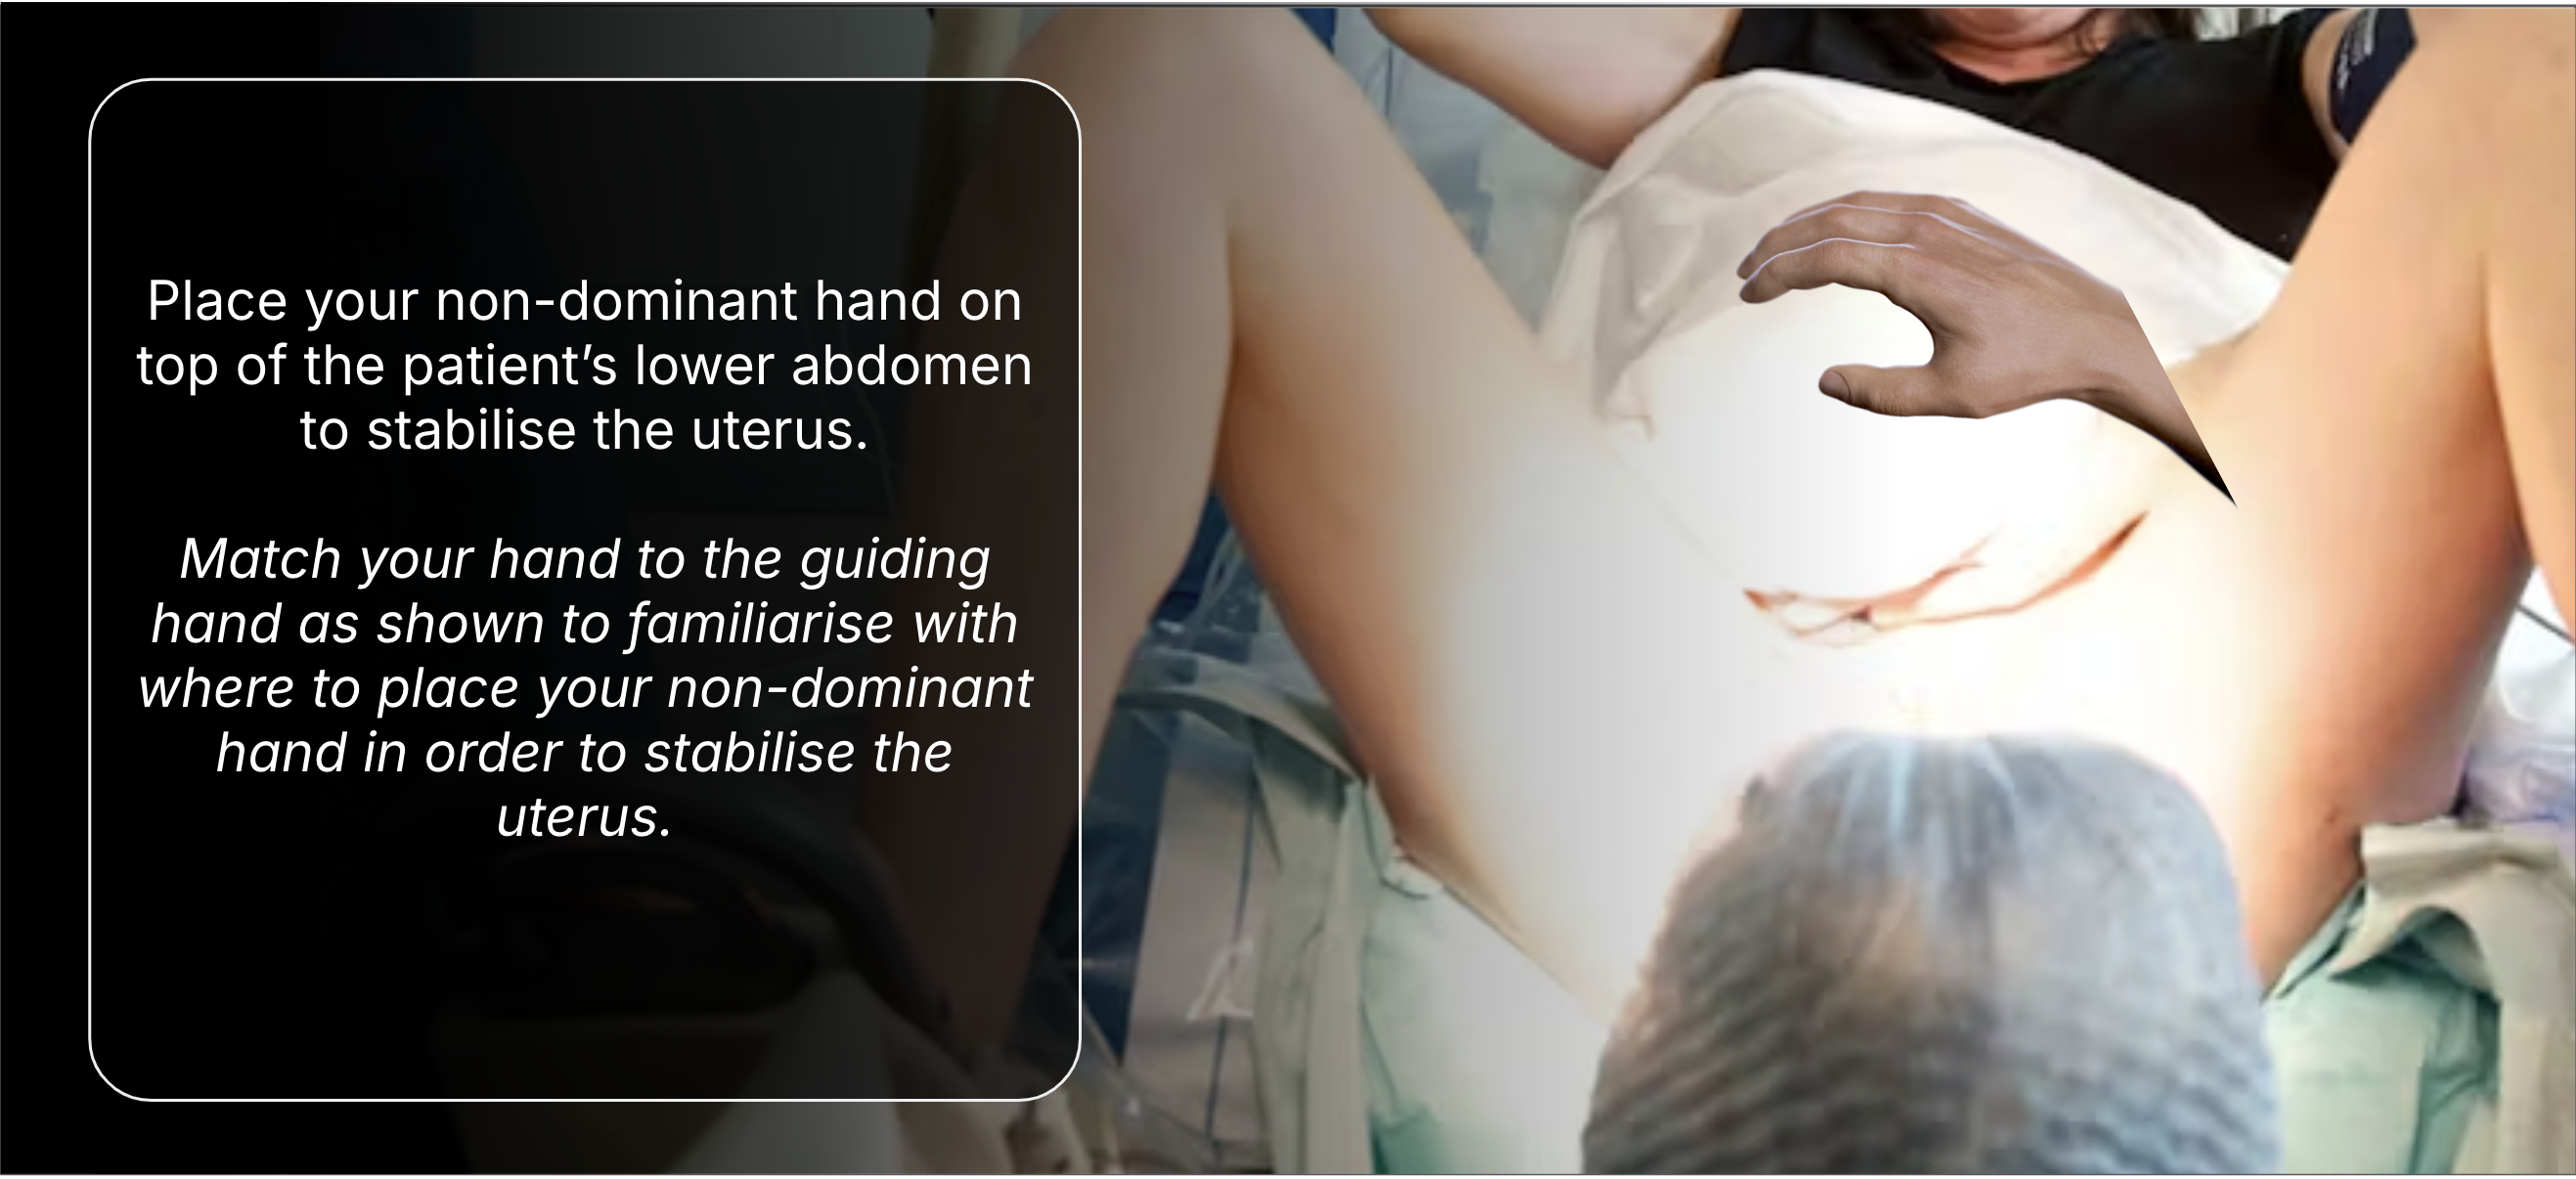 Place your non-dominant hand on
top of the patient’s lower abdomen
to stabilise the uterus.
Match your hand to the guiding
hand as shown to familiarise with
where to place your non-dominant
hand in order to stabilise the
uterus.